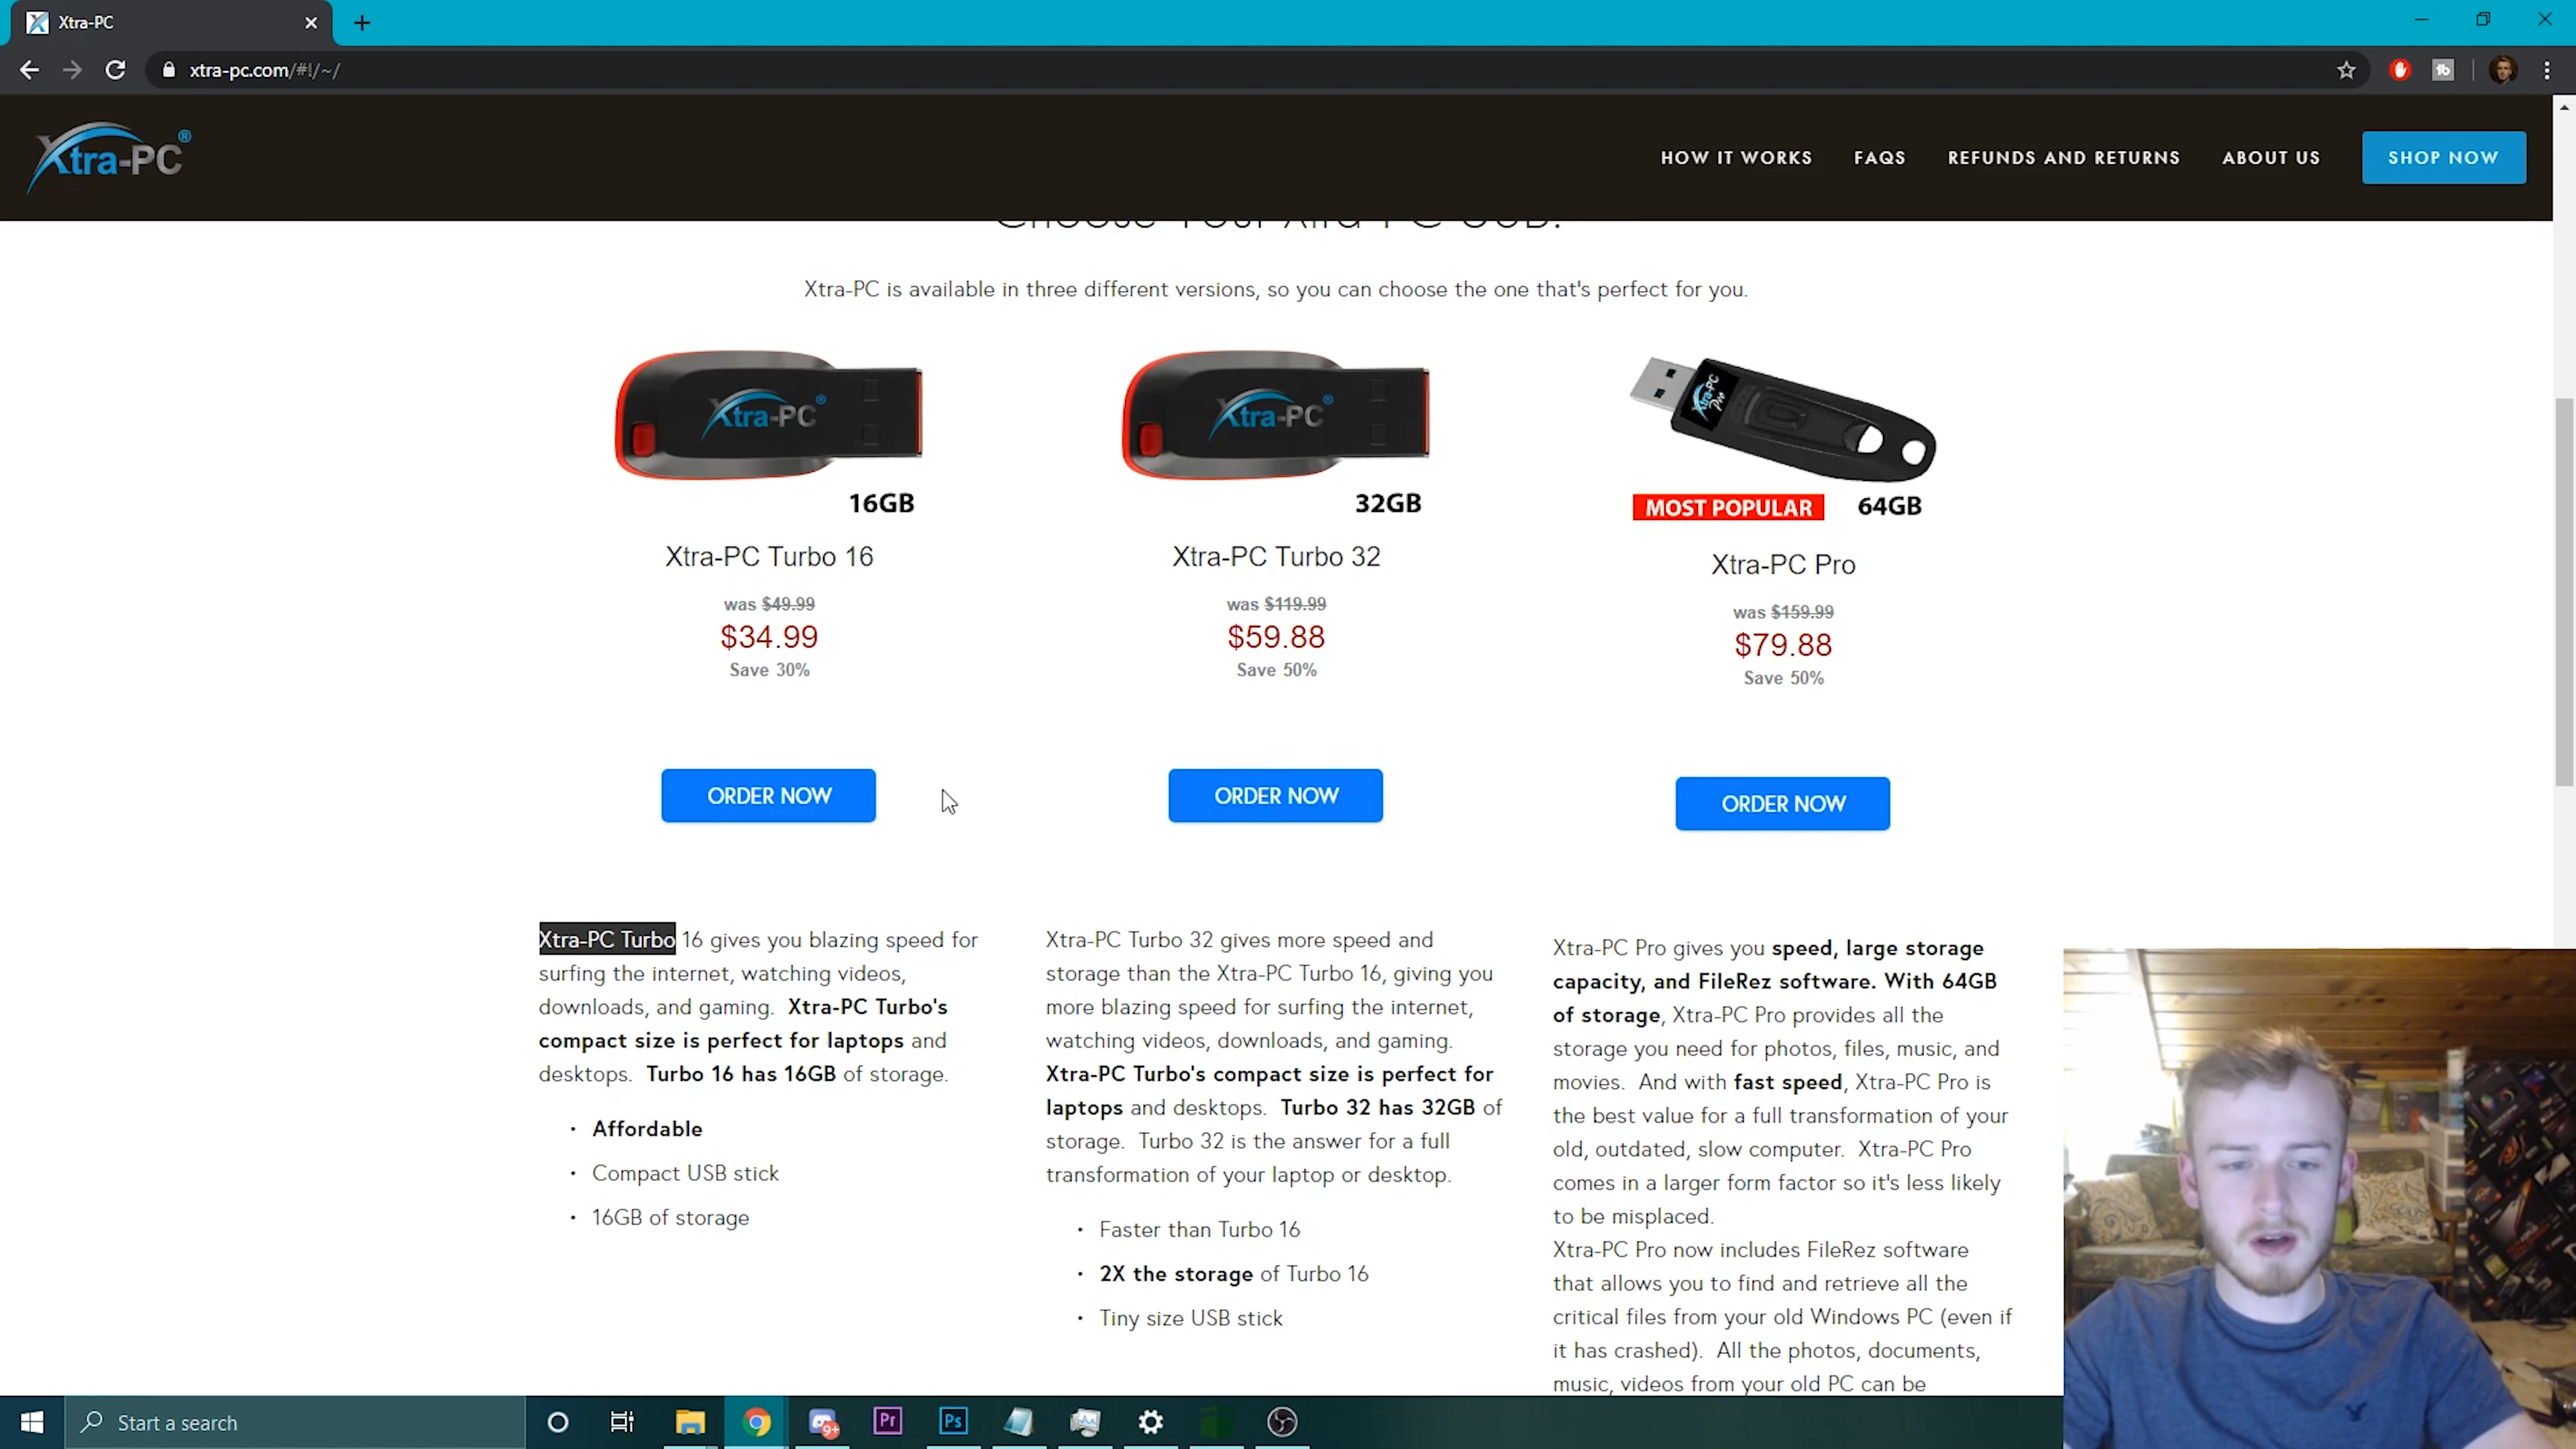 Xtra-PC
xtra-pc.com/#!/~/
Xtra-PC®
HOW IT WORKS
FAQS
REFUNDS AND RETURNS
ABOUT US
SHOP NOW
Choose Your Xtra-PC USB:
Xtra-PC is available in three different versions, so you can choose the one that's perfect for you.
Xtra-PC®
16GB
Xtra-PC Turbo 16
was $49.99
$34.99
Save 30%
ORDER NOW
Xtra-PC®
32GB
Xtra-PC Turbo 32
was $119.99
$59.88
Save 50%
ORDER NOW
Xtra-PC Pro
MOST POPULAR
64GB
Xtra-PC Pro
was $159.99
$79.88
Save 50%
ORDER NOW
Xtra-PC Turbo 16 gives you blazing speed for
surfing the internet, watching videos,
downloads, and gaming. Xtra-PC Turbo's
compact size is perfect for laptops and
desktops. Turbo 16 has 16GB of storage.
• Affordable
• Compact USB stick
• 16GB of storage
Xtra-PC Turbo 32 gives more speed and
storage than the Xtra-PC Turbo 16, giving you
more blazing speed for surfing the internet,
watching videos, downloads, and gaming.
Xtra-PC Turbo's compact size is perfect for
laptops and desktops. Turbo 32 has 32GB of
storage. Turbo 32 is the answer for a full
transformation of your laptop or desktop.
• Faster than Turbo 16
• 2X the storage of Turbo 16
• Tiny size USB stick
Xtra-PC Pro gives you speed, large storage
capacity, and FileRez software. With 64GB
of storage, Xtra-PC Pro provides all the
storage you need for photos, files, music, and
movies. And with fast speed, Xtra-PC Pro is
the best value for a full transformation of your
old, outdated, slow computer. Xtra-PC Pro
comes in a larger form factor so it's less likely
to be misplaced.
Xtra-PC Pro now includes FileRez software
that allows you to find and retrieve all the
critical files from your old Windows PC (even if
it has crashed). All the photos, documents,
music, videos from your old PC can be
Start a search
9+
Pr
Ps